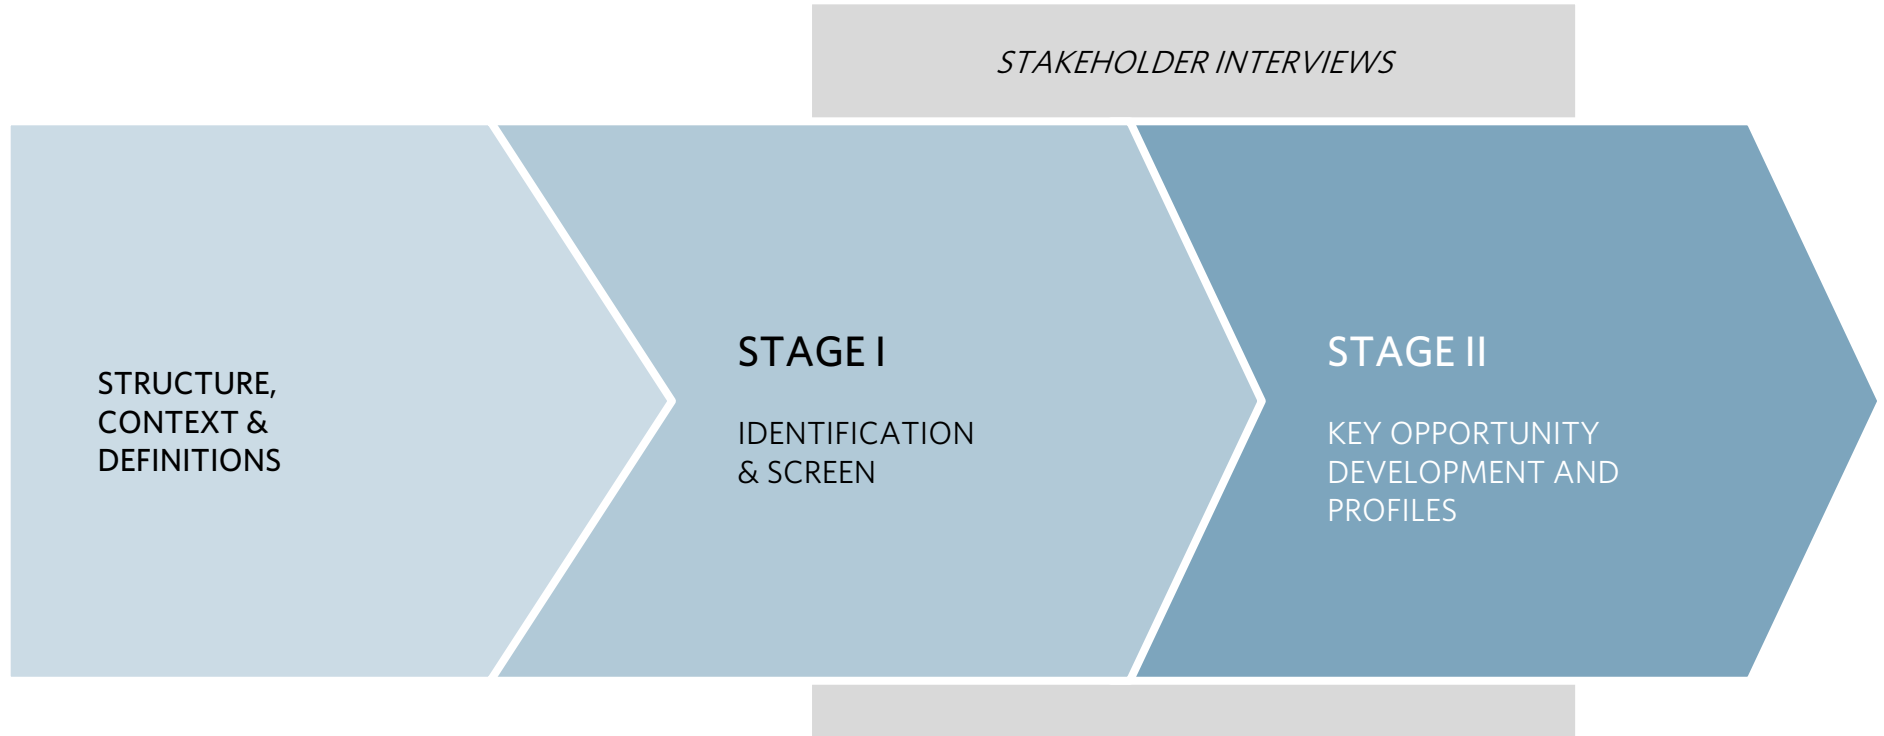 STAKEHOLDER INTERVIEWS
STRUCTURE,
CONTEXT &
DEFINITIONS
STAGE I
IDENTIFICATION
& SCREEN
STAGE II
KEY OPPORTUNITY
DEVELOPMENT AND
PROFILES